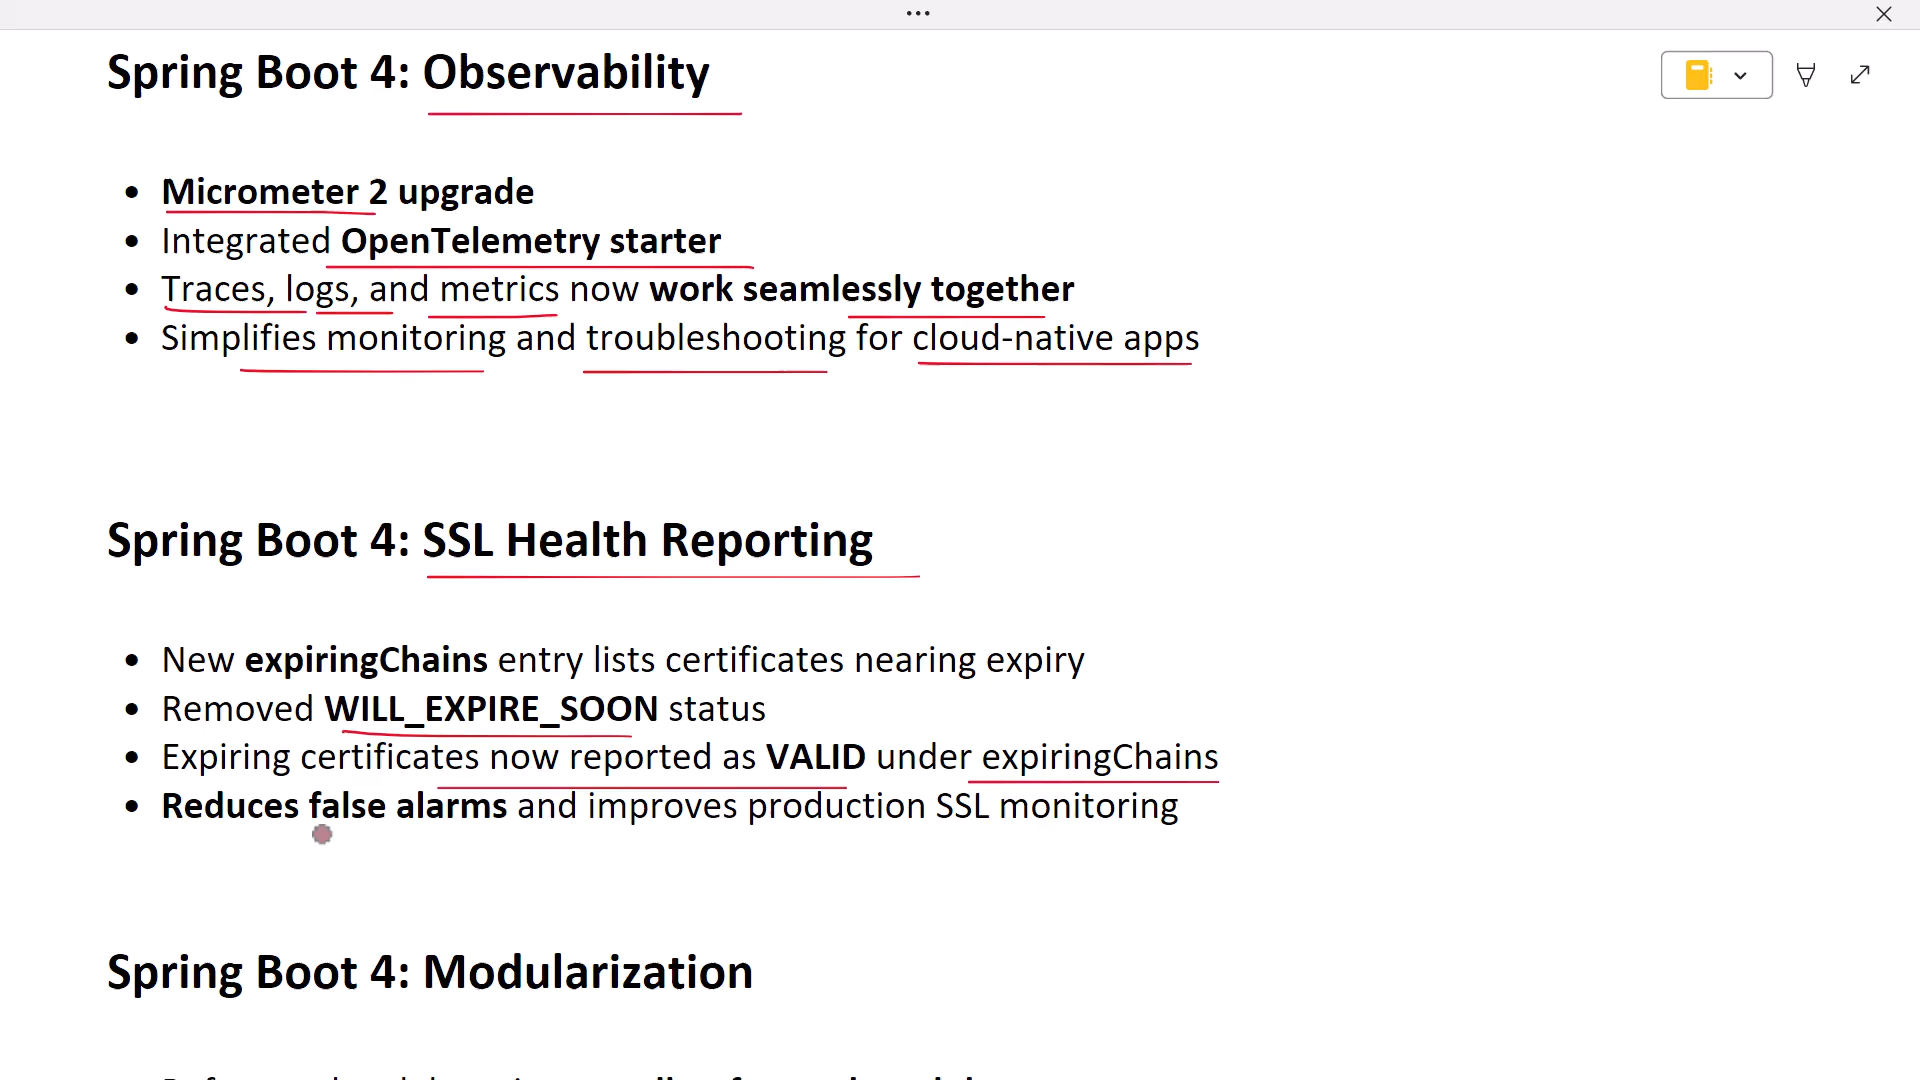 Spring Boot 4: Observability
• Micrometer 2 upgrade
• Integrated OpenTelemetry starter
• Traces, logs, and metrics now work seamlessly together
• Simplifies monitoring and troubleshooting for cloud-native apps
Spring Boot 4: SSL Health Reporting
• New expiringChains entry lists certificates nearing expiry
• Removed WILL_EXPIRE_SOON status
• Expiring certificates now reported as VALID under expiringChains
• Reduces false alarms and improves production SSL monitoring
Spring Boot 4: Modularization